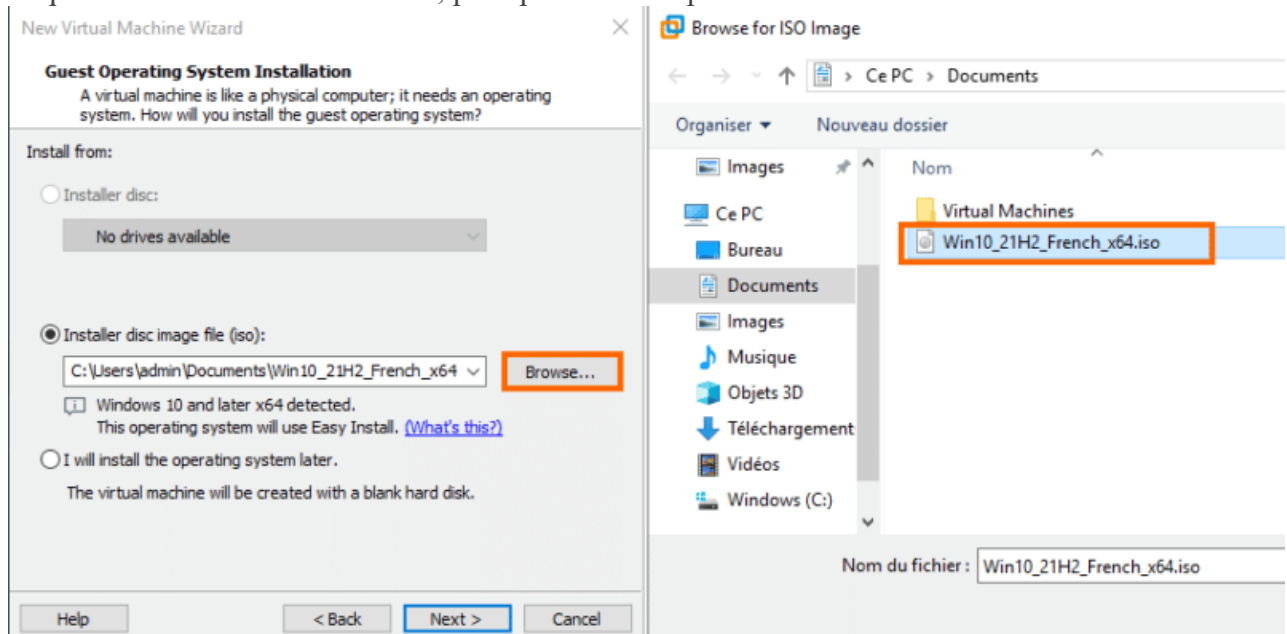 New Virtual Machine Wizard
Guest Operating System Installation
A virtual machine is like a physical computer; it needs an operating
system. How will you install the guest operating system?
Install from:
Installer disc:
No drives available
Installer disc image file (iso):
C:\Users\admin\Documents\Win10_21H2_French_x64
Browse...
Windows 10 and later x64 detected.
This operating system will use Easy Install. (What's this?)
I will install the operating system later.
The virtual machine will be created with a blank hard disk.
Help
< Back
Next >
Cancel
Browse for ISO Image
Ce PC > Documents
Organiser
Nouveau dossier
Images
Ce PC
Bureau
Documents
Images
Musique
Objets 3D
Téléchargement
Vidéos
Windows (C:)
Nom
Virtual Machines
Win10_21H2_French_x64.iso
Nom du fichier : Win10_21H2_French_x64.iso